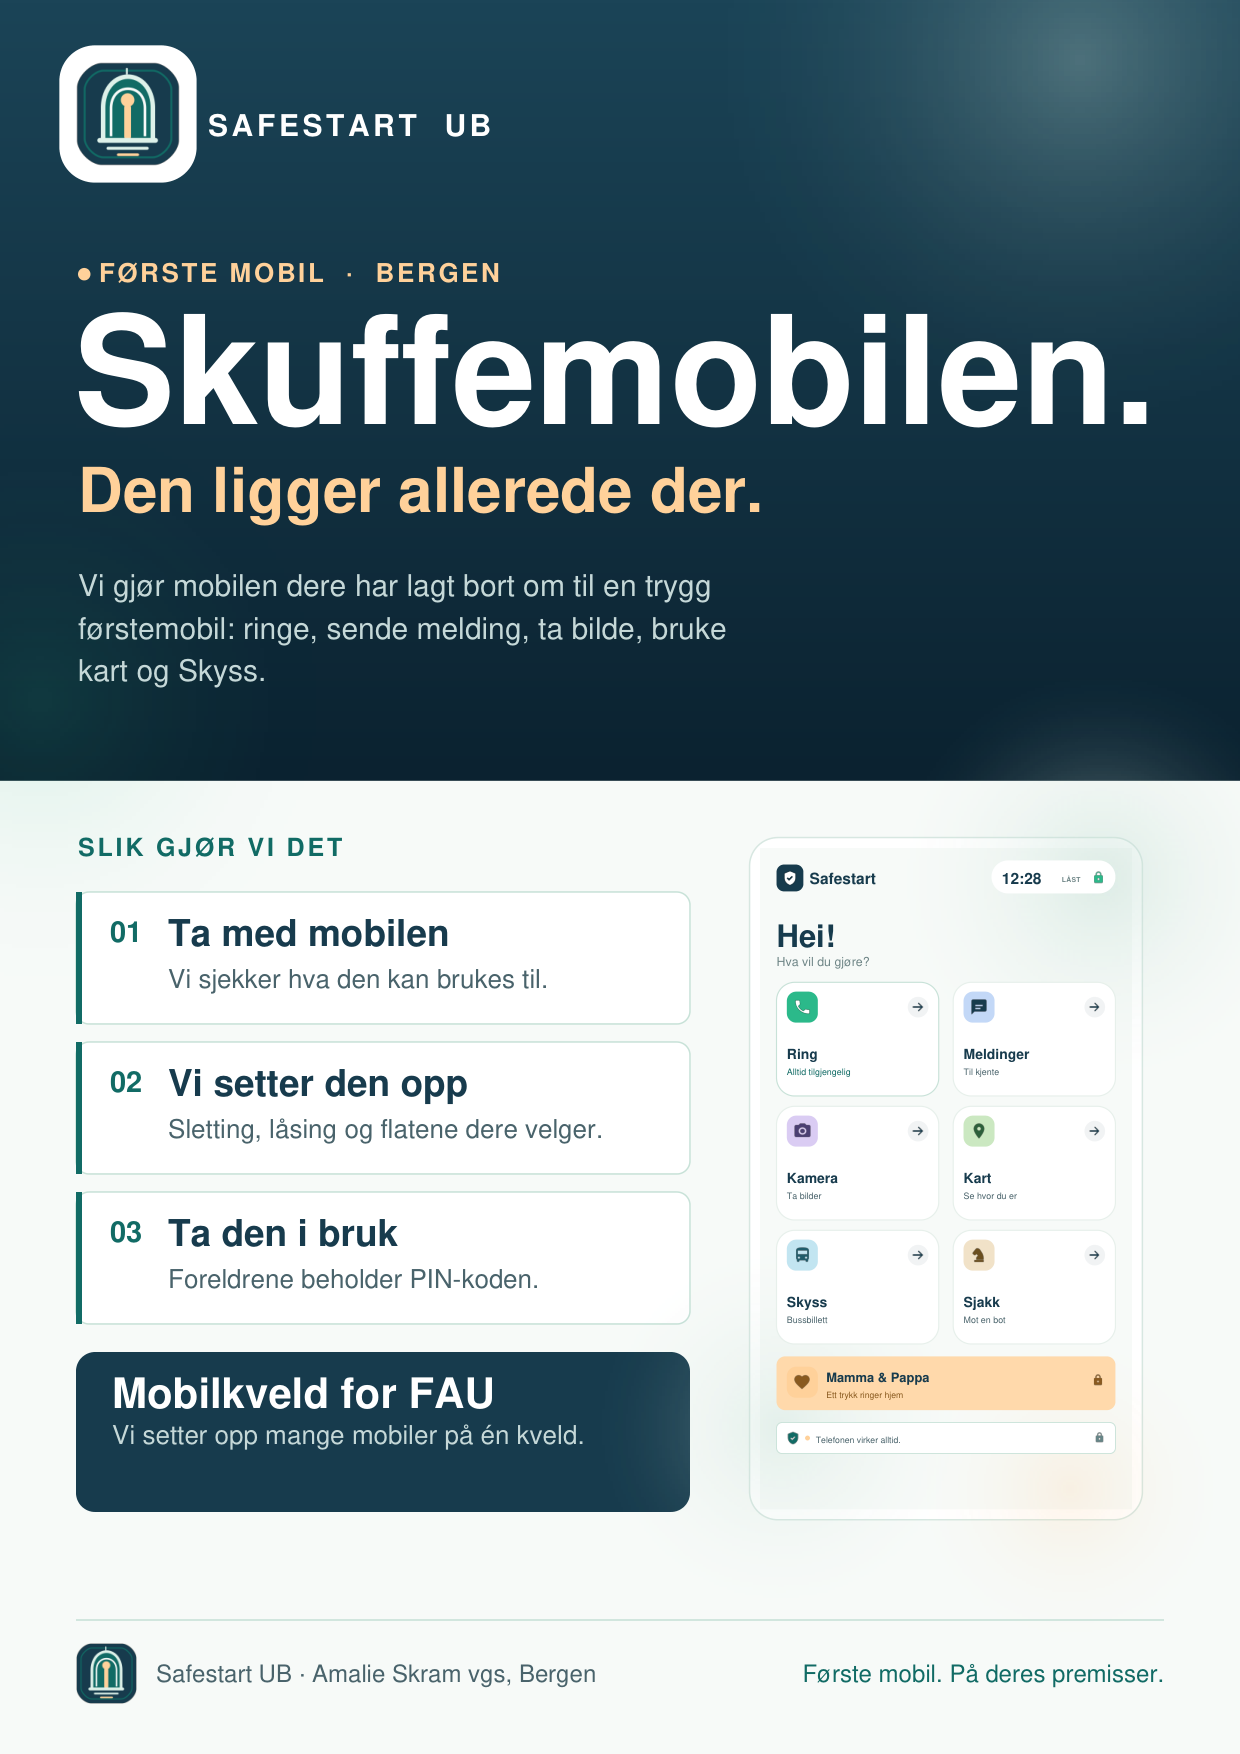 SAFESTART UB
FØRSTE MOBIL · BERGEN
Skuffemobilen.
Den ligger allerede der.
Vi gjør mobilen dere har lagt bort om til en trygg
førstemobil: ringe, sende melding, ta bilde, bruke
kart og Skyss.
SLIK GJØR VI DET
01 Ta med mobilen
Vi sjekker hva den kan brukes til.
02 Vi setter den opp
Sletting, låsing og flatene dere velger.
03 Ta den i bruk
Foreldrene beholder PIN-koden.
Mobilkveld for FAU
Vi setter opp mange mobiler på én kveld.
Safestart 12:28 LÅST
Hei!
Hva vil du gjøre?
Ring
Alltid tilgjengelig
Meldinger
Til kjente
Kamera
Ta bilder
Kart
Se hvor du er
Skyss
Bussbillett
Sjakk
Mot en bot
Mamma & Pappa
Ett trykk ringer hjem
Telefonen virker alltid.
Safestart UB · Amalie Skram vgs, Bergen
Første mobil. På deres premisser.